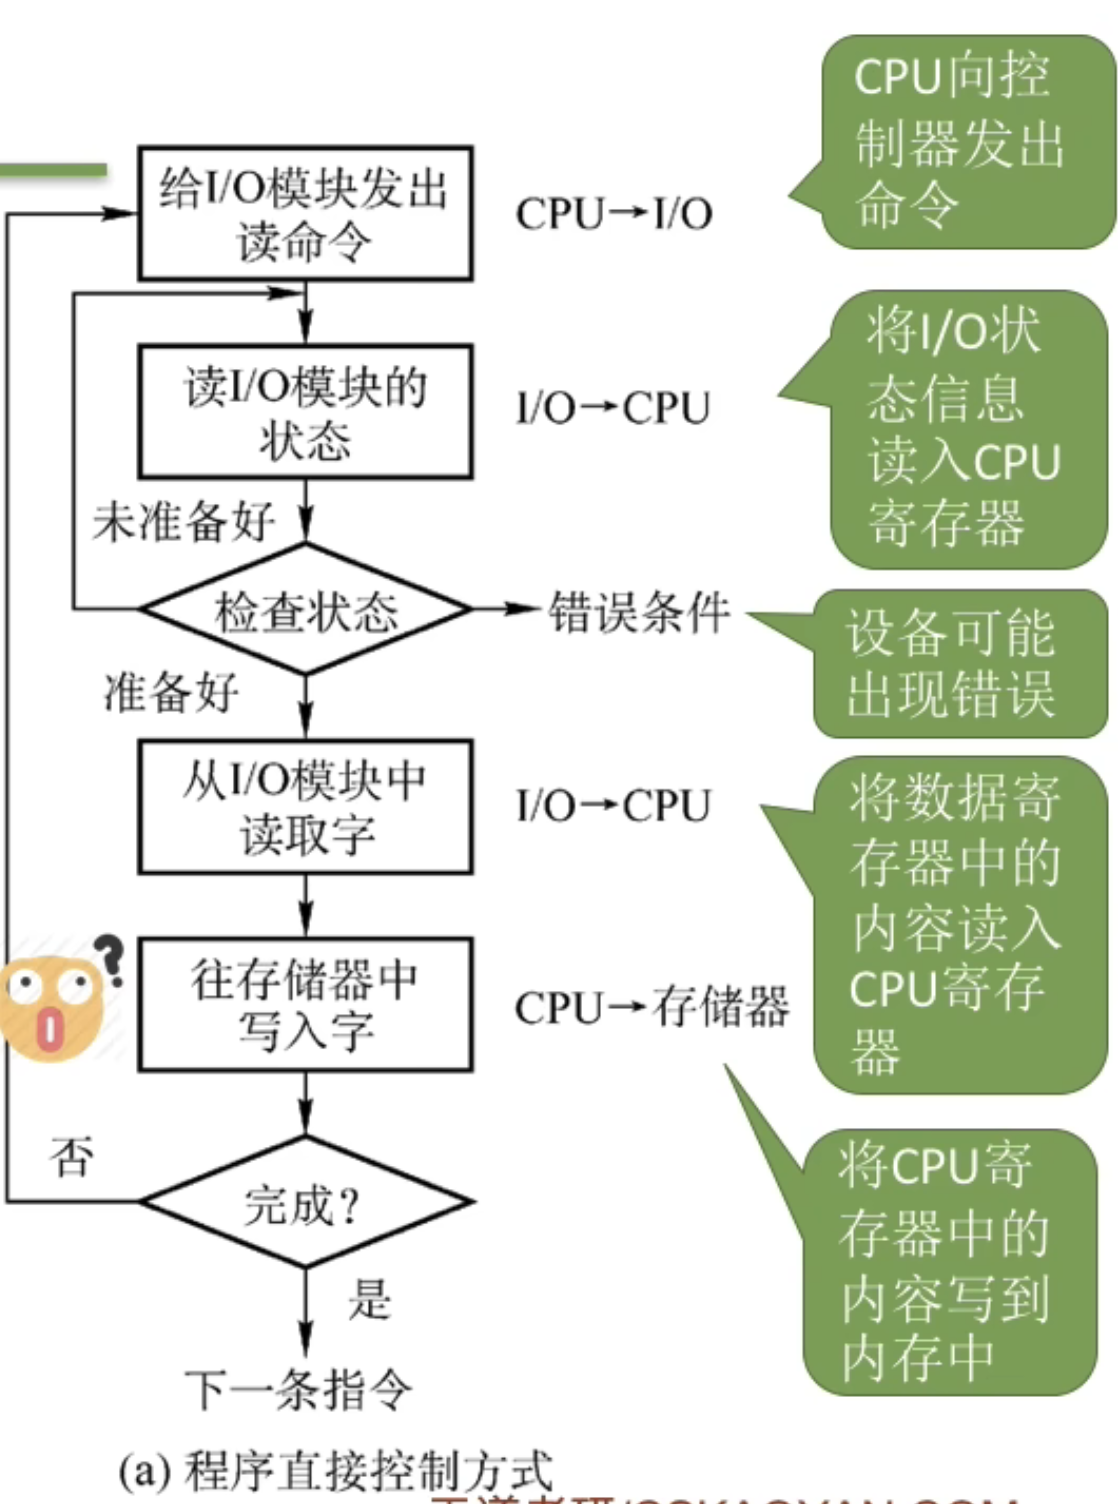 CPU向控
制器发出
命令
给I/O模块发出
读命令
CPU→I/O
将I/O状
态信息
读入CPU
寄存器
读I/O模块的
状态
I/O→CPU
未准备好
检查状态
错误条件
设备可能
出现错误
准备好
从I/O模块中
读取字
I/O→CPU
将数据寄
存器中的
内容读入
CPU寄存
器
往存储器中
写入字
CPU→存储器
否
完成?
将CPU寄
存器中的
内容写到
内存中
是
下一条指令
(a) 程序直接控制方式